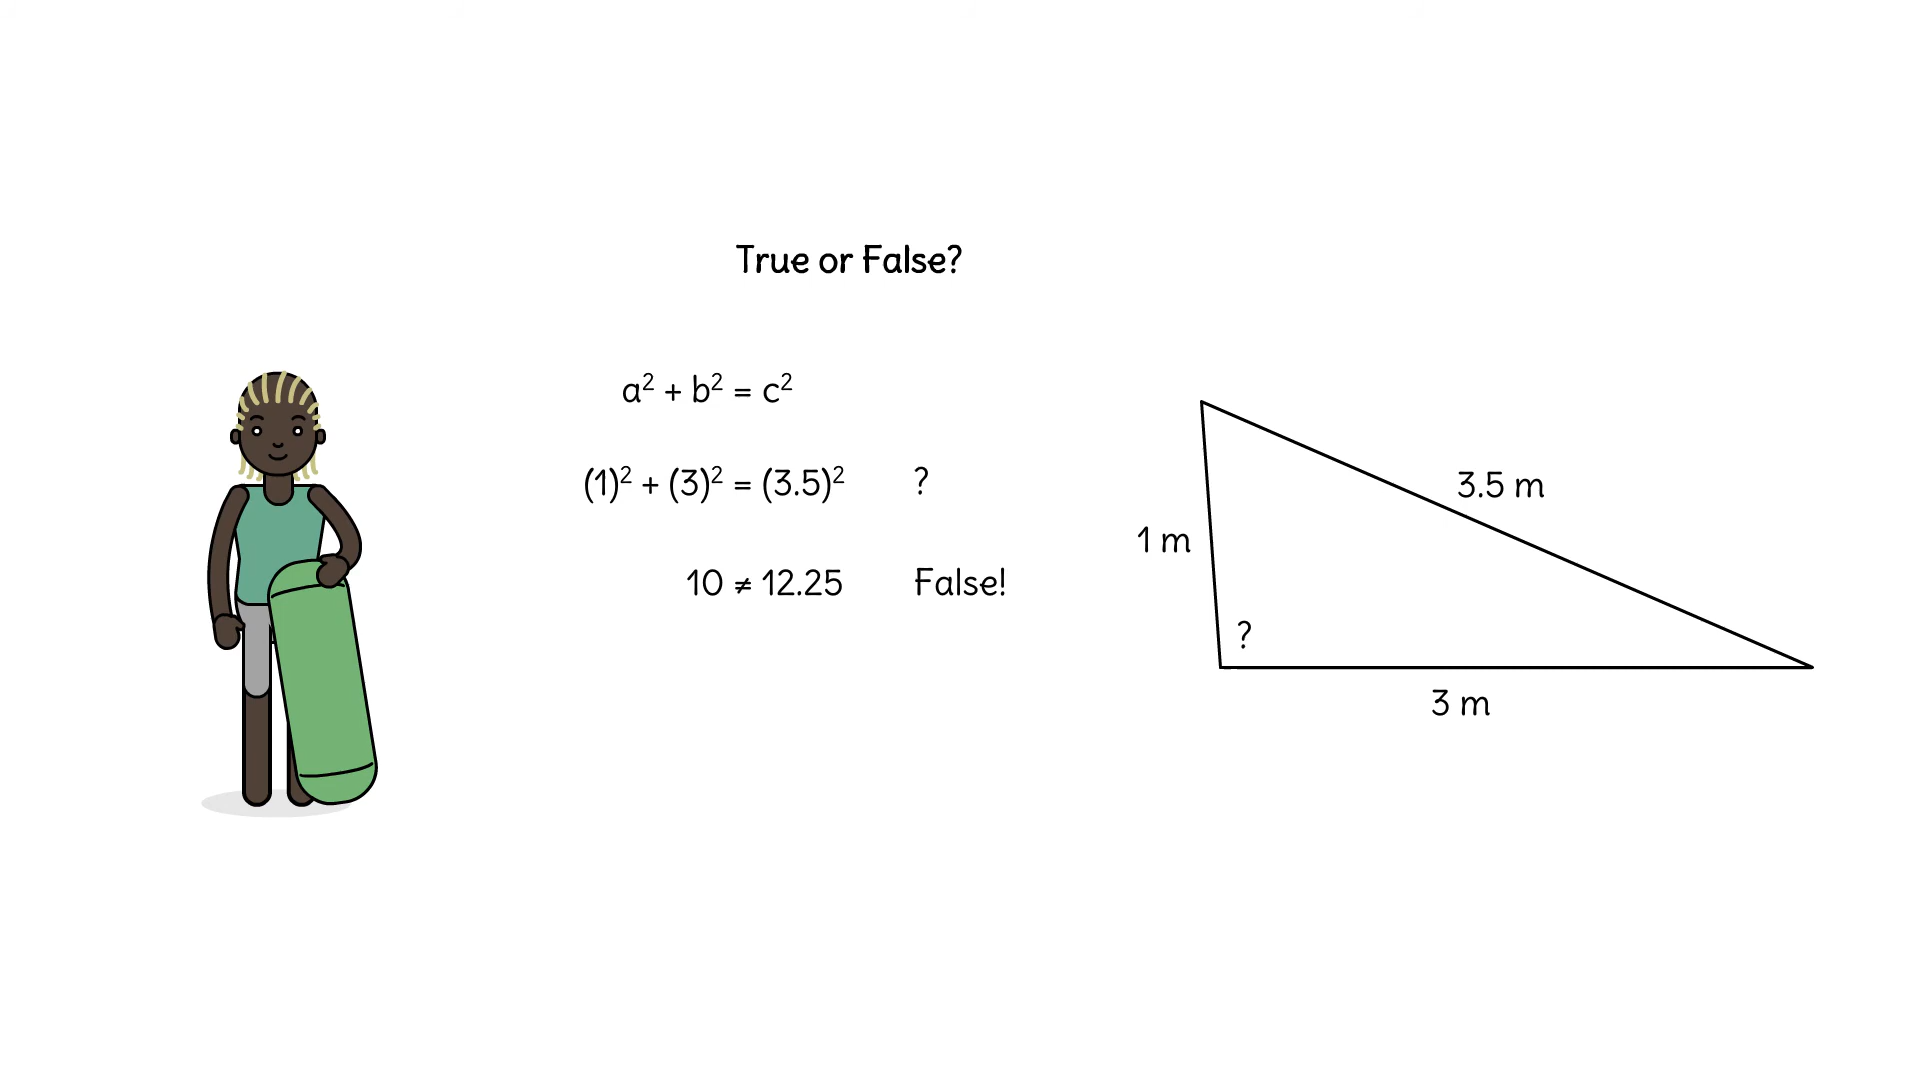 True or False?
a² + b² = c²
(1)² + (3)² = (3.5)² ?
10 ≠ 12.25 False!
3.5 m
1 m
?
3 m